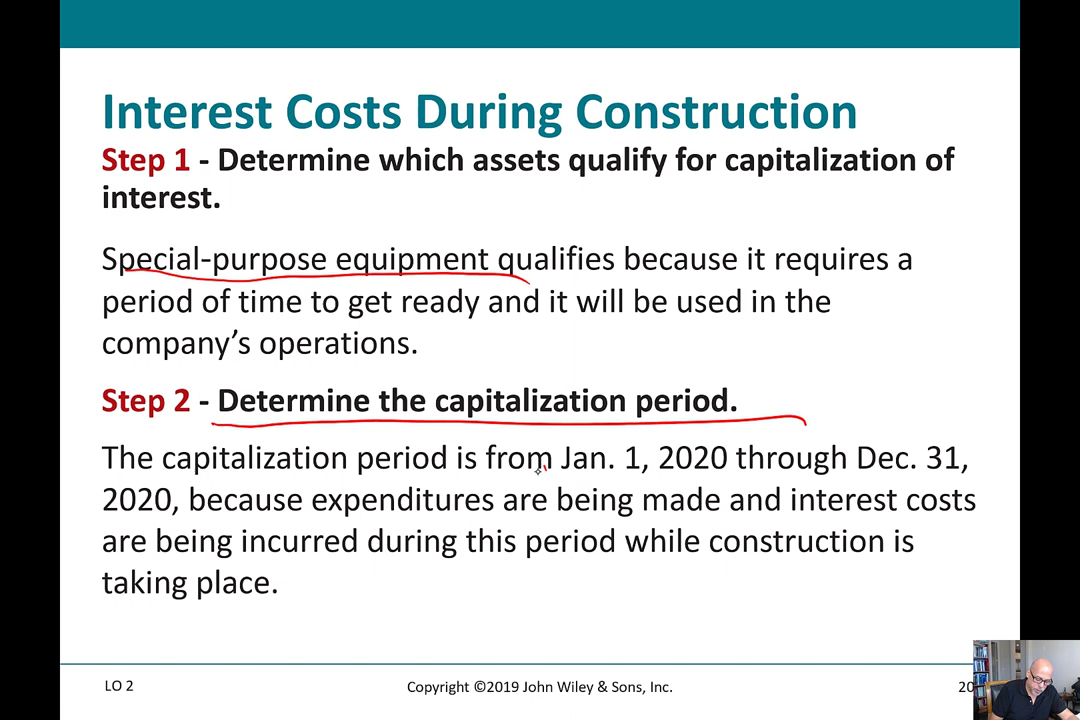 Interest Costs During Construction
Step 1 - Determine which assets qualify for capitalization of
interest.
Special-purpose equipment qualifies because it requires a
period of time to get ready and it will be used in the
company’s operations.
Step 2 - Determine the capitalization period.
The capitalization period is from Jan. 1, 2020 through Dec. 31,
2020, because expenditures are being made and interest costs
are being incurred during this period while construction is
taking place.
LO 2
Copyright ©2019 John Wiley & Sons, Inc.
20